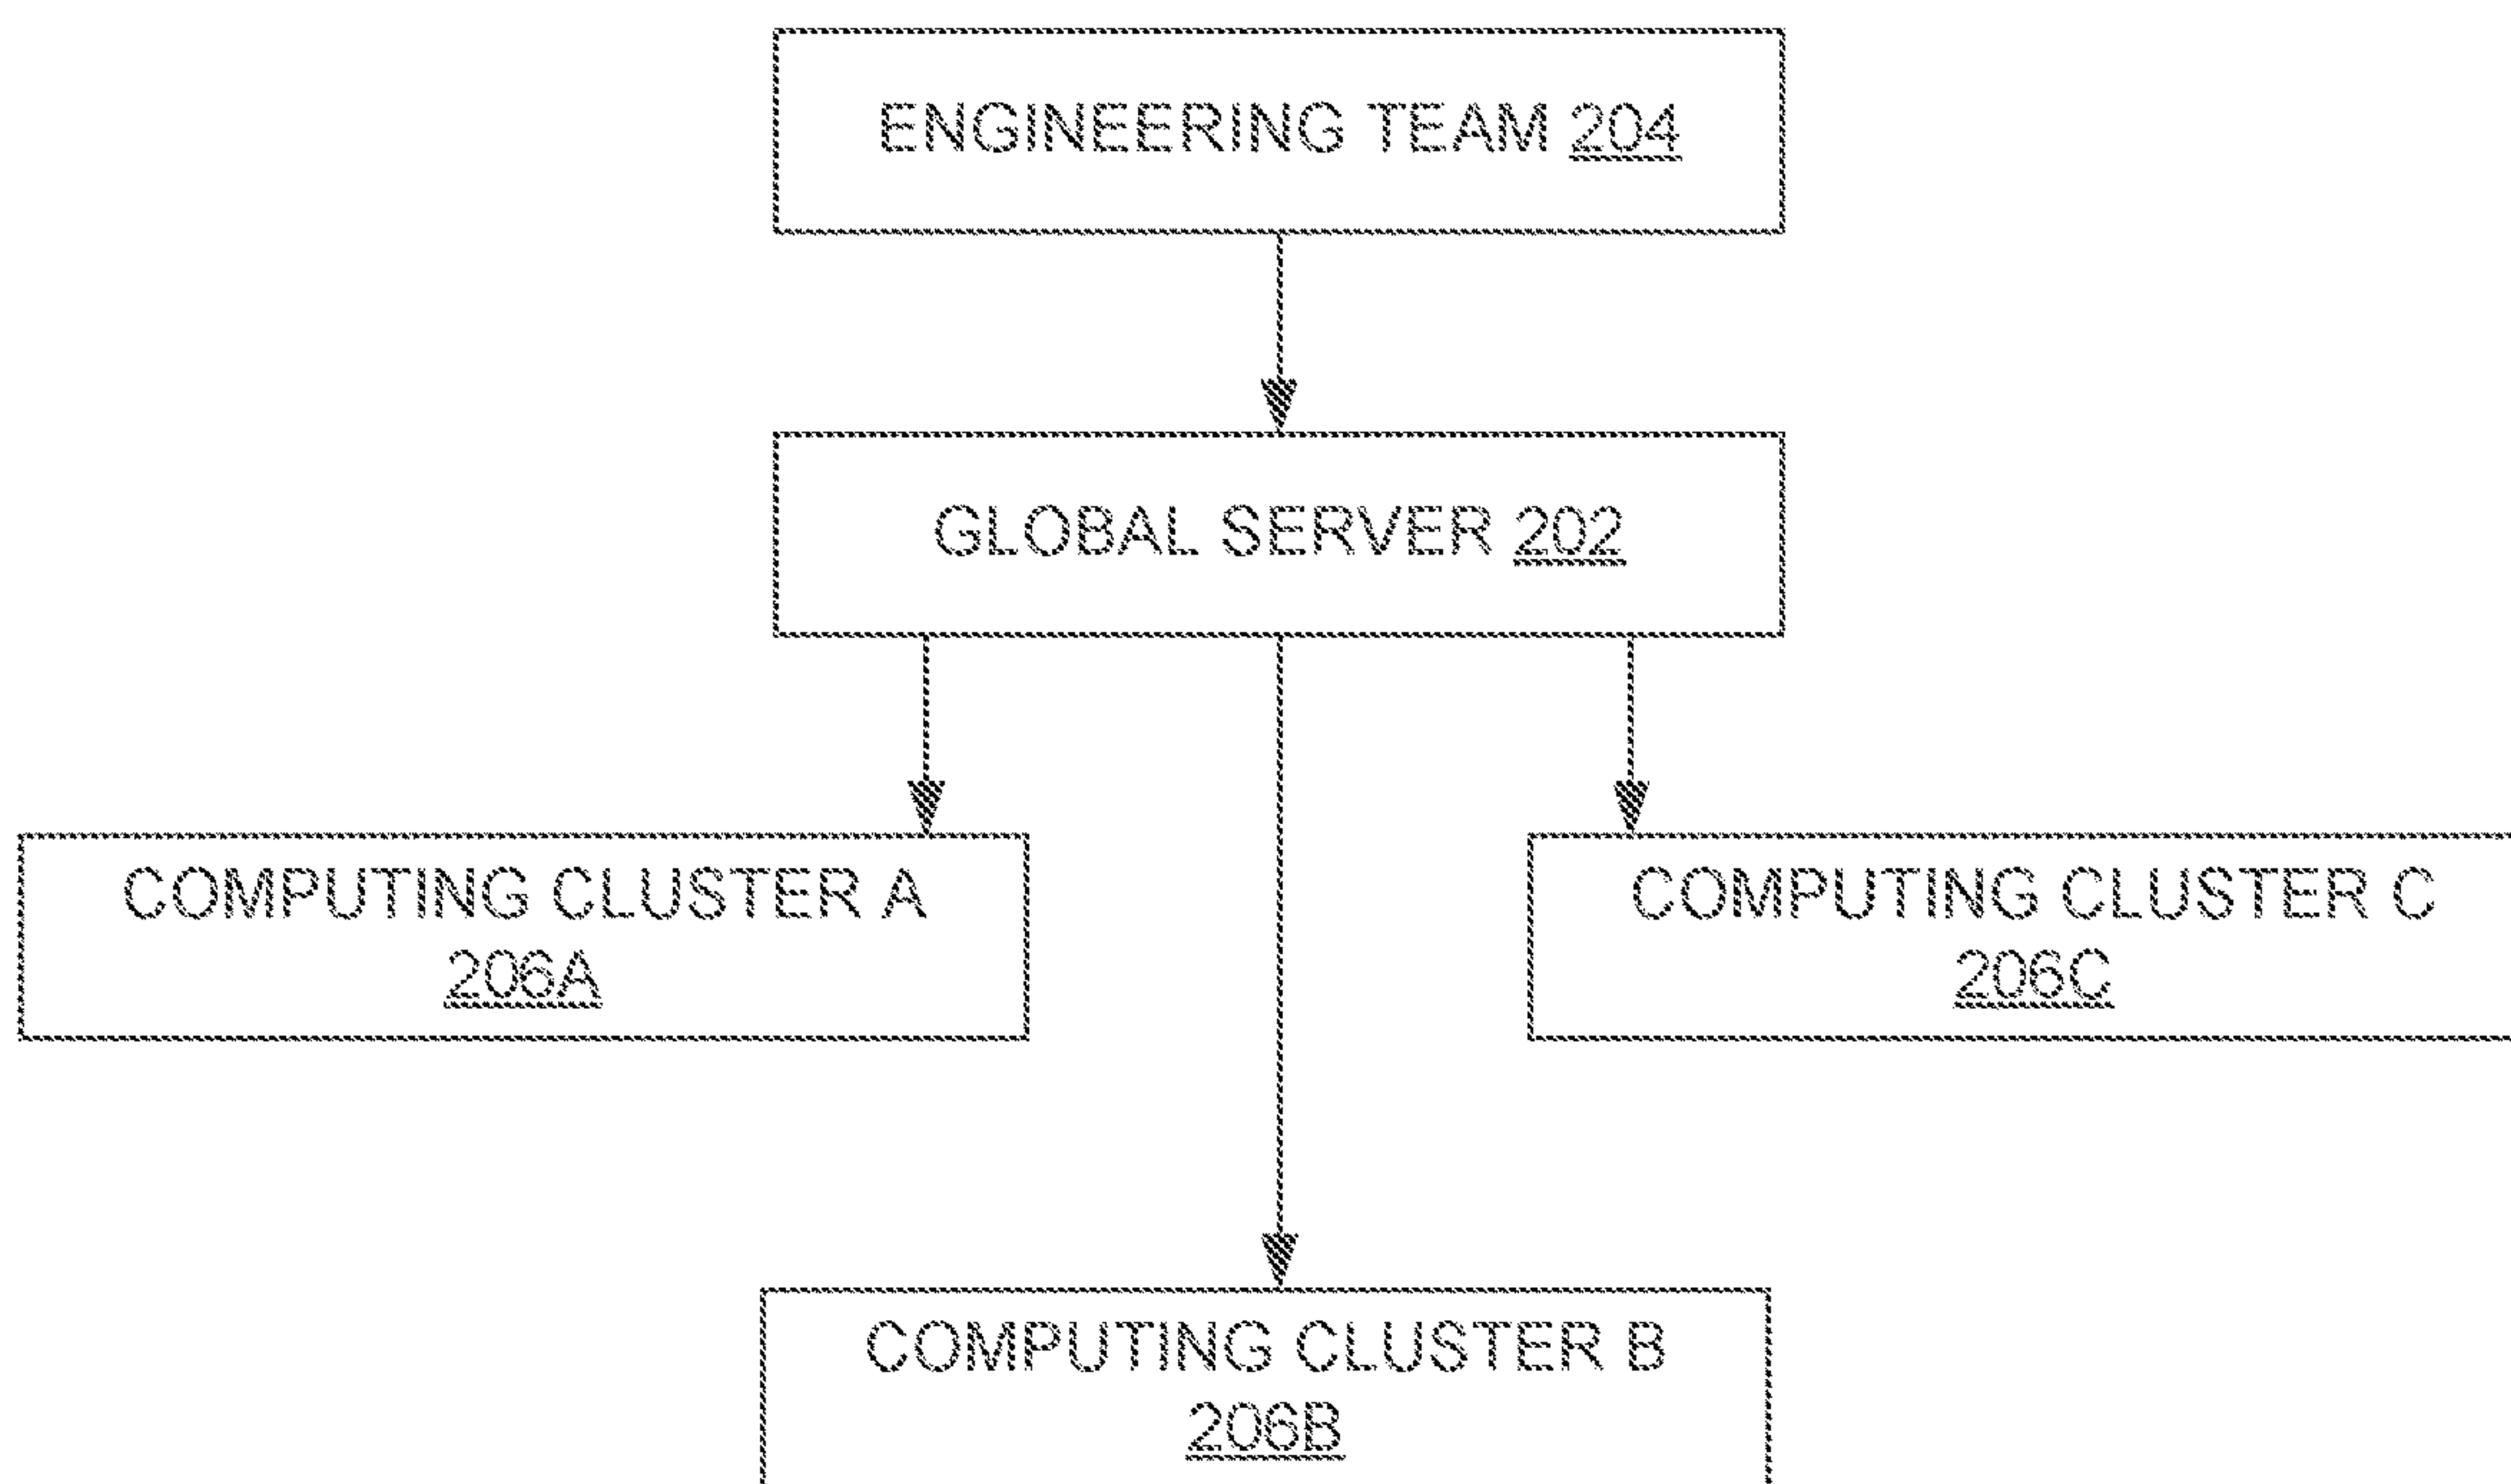 ENGINEERING TEAM 204
GLOBAL SERVER 202
COMPUTING CLUSTER A
206A
COMPUTING CLUSTER C
206C
COMPUTING CLUSTER B
206B